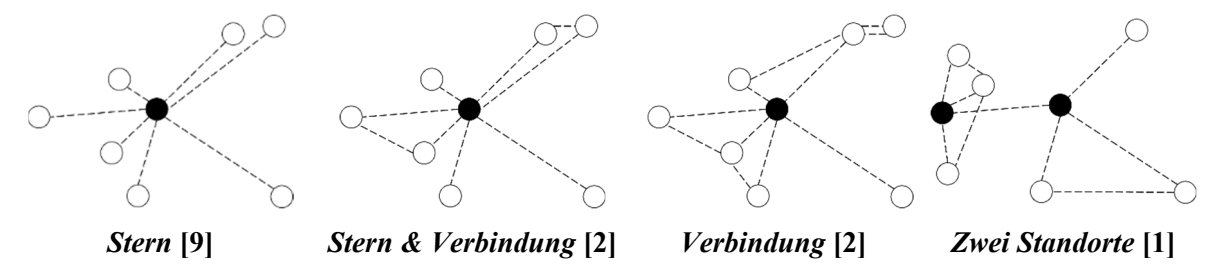 Stern [9] Stern & Verbindung [2] Verbindung [2] Zwei Standorte [1]